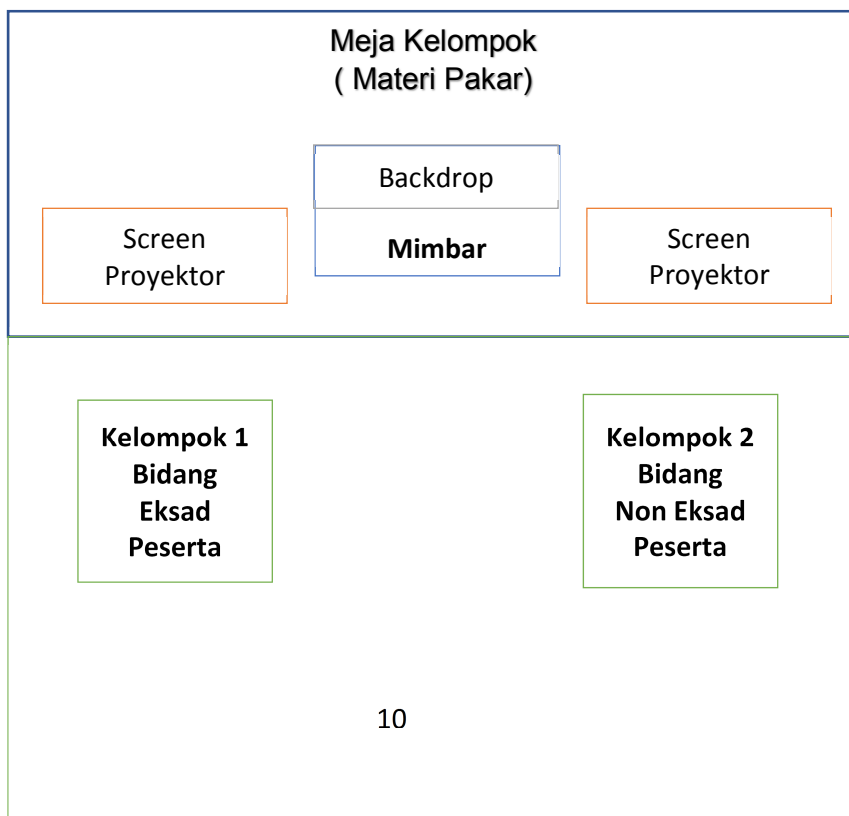 Meja Kelompok
( Materi Pakar)
Backdrop
Screen
Proyektor
Mimbar
Screen
Proyektor
Kelompok 1
Bidang
Eksad
Peserta
Kelompok 2
Bidang
Non Eksad
Peserta
10